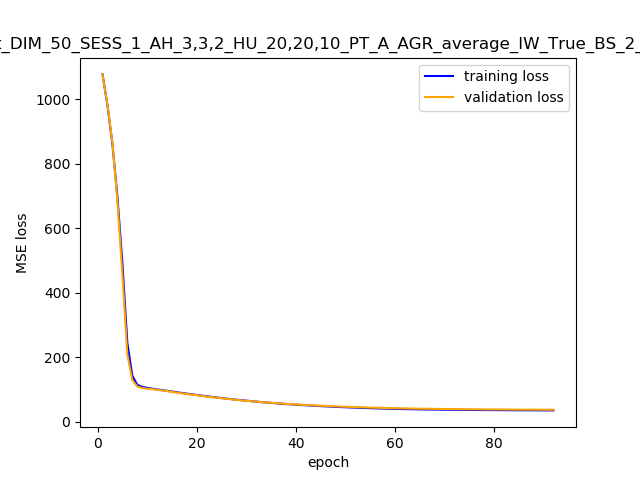 t_DIM_50_SESS_1_AH_3,3,2_HU_20,20,10_PT_A_AGR_average_IW_True_BS_2_
training loss
validation loss
1000
800
600
400
200
0
MSE loss
0 20 40 60 80
epoch